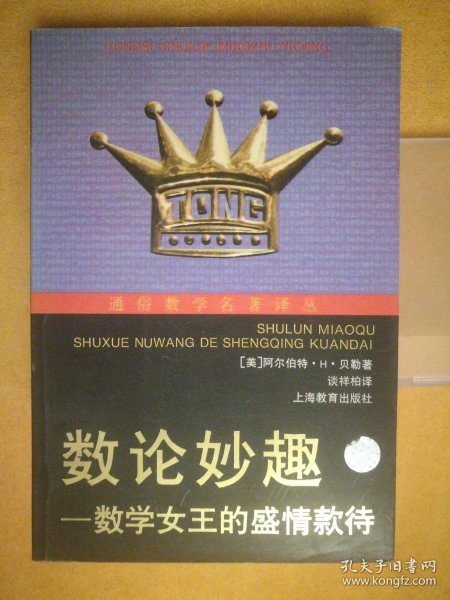 TONGSU SHUXUE MINGZHU YICONG
TONG
通俗数学名著译丛
SHULUN MIAOQU
SHUXUE NUWANG DE SHENGQING KUANDAI
[美]阿尔伯特·H·贝勒著
谈祥柏译
上海教育出版社
数论妙趣
—数学女王的盛情款待
孔夫子旧书网
www.kongfz.com